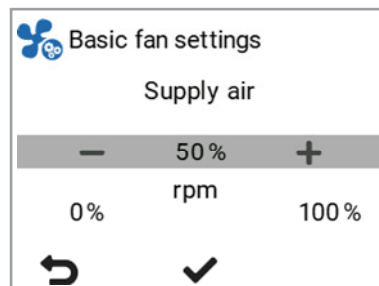 Basic fan settings
Supply air
− 50 % +
rpm
0 % 100 %